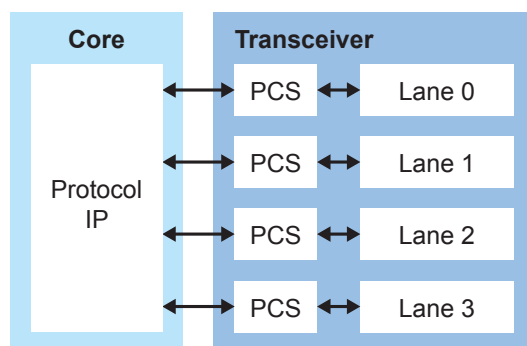 Core
Transceiver
Protocol
IP
PCS
Lane 0
PCS
Lane 1
PCS
Lane 2
PCS
Lane 3